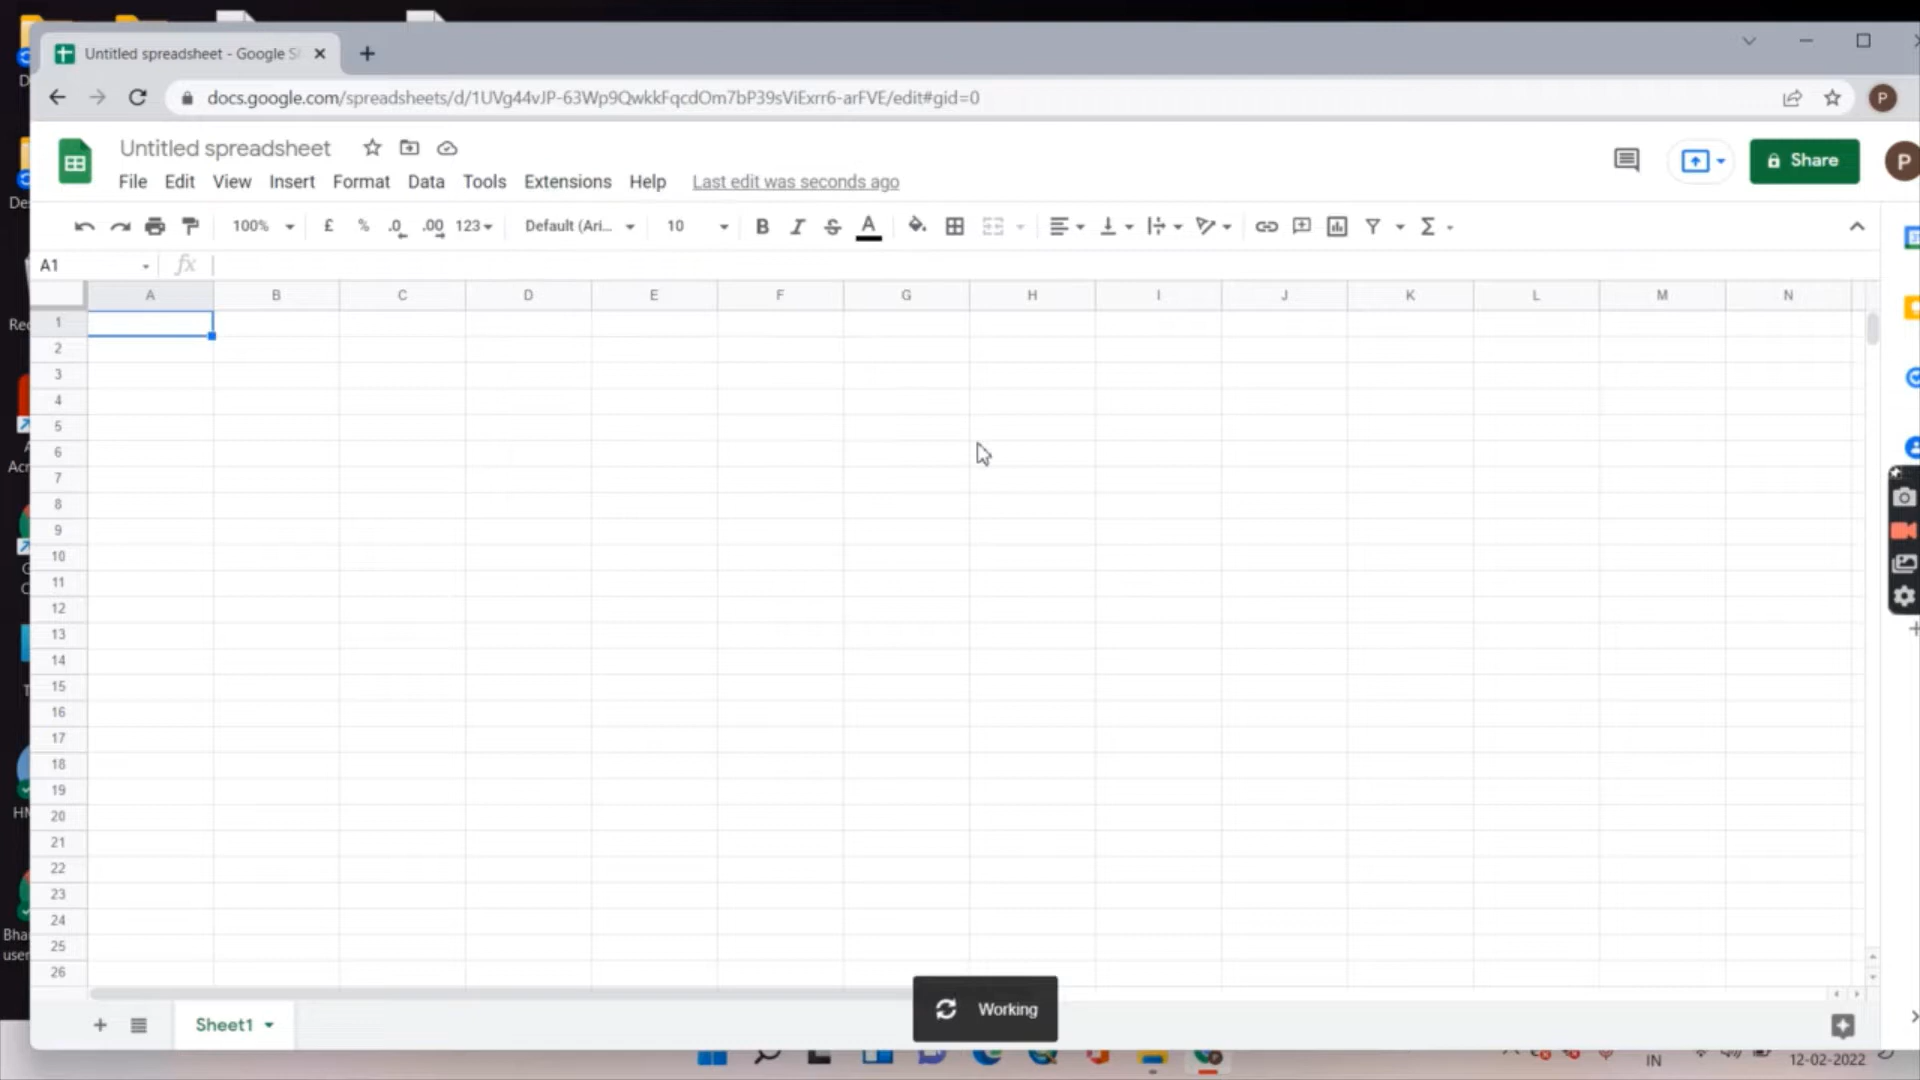 Untitled spreadsheet - Google S
docs.google.com/spreadsheets/d/1UVg44vJP-63Wp9QwkkFqcdOm7bP39sViExrr6-arFVE/edit#gid=0
P
Untitled spreadsheet
Share
P
File Edit View Insert Format Data Tools Extensions Help Last edit was seconds ago
100% £ % .0 .00 123 Default (Ari... 10 B I S A Σ
A1 fx
A B C D E F G H I J K L M N
1
2
3
4
5
6
7
8
9
10
11
12
13
14
15
16
17
18
19
20
21
22
23
24
25
26
Working
Sheet1
IN
12-02-2022